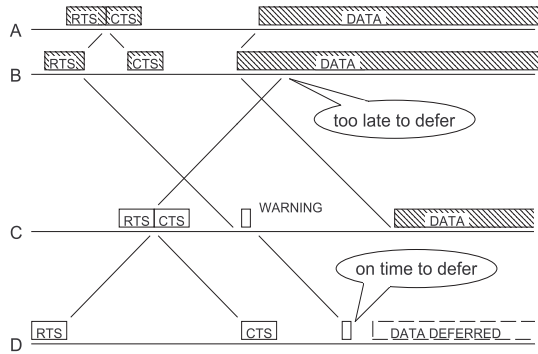 RTS CTS DATA
A
RTS CTS DATA
B
too late to defer
WARNING
RTS CTS DATA
C
on time to defer
RTS CTS DATA DEFERRED
D